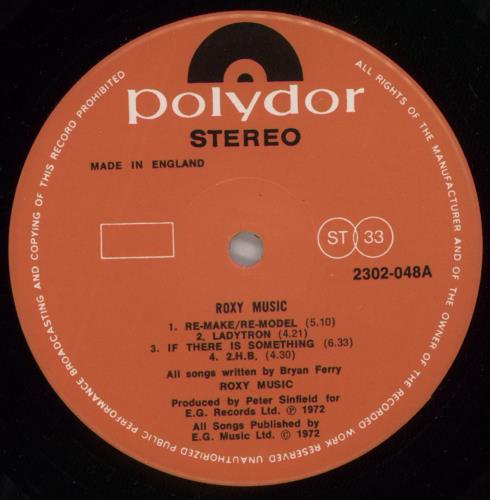 ALL RIGHTS OF THE MANUFACTURER AND OF THE OWNER OF THE RECORDED WORK RESERVED UNAUTHORIZED PUBLIC PERFORMANCE BROADCASTING AND COPYING OF THIS RECORD PROHIBITED
polydor
STEREO
MADE IN ENGLAND
ST 33
2302-048A
ROXY MUSIC
1. RE-MAKE/RE-MODEL (5.10)
2. LADYTRON (4.21)
3. IF THERE IS SOMETHING (6.33)
4. 2.H.B. (4.30)
All songs written by Bryan Ferry
ROXY MUSIC
Produced by Peter Sinfield for
E.G. Records Ltd. ℗ 1972
All Songs Published by
E.G. Music Ltd. © 1972